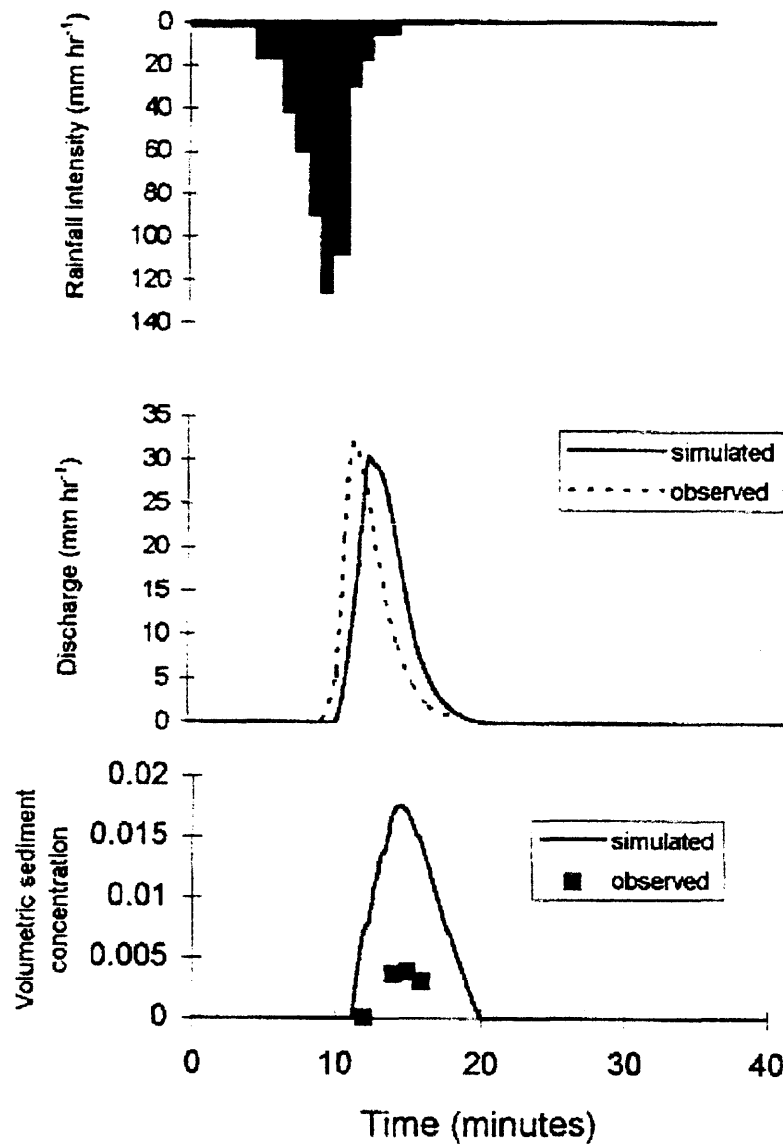 Rainfall Intensity (mm hr-1)
0
20
40
60
80
100
120
140
Discharge (mm hr-1)
35
30
25
20
15
10
5
0
simulated
observed
Volumetric sediment
concentration
0.02
0.015
0.01
0.005
0
simulated
observed
0
10
20
30
40
Time (minutes)